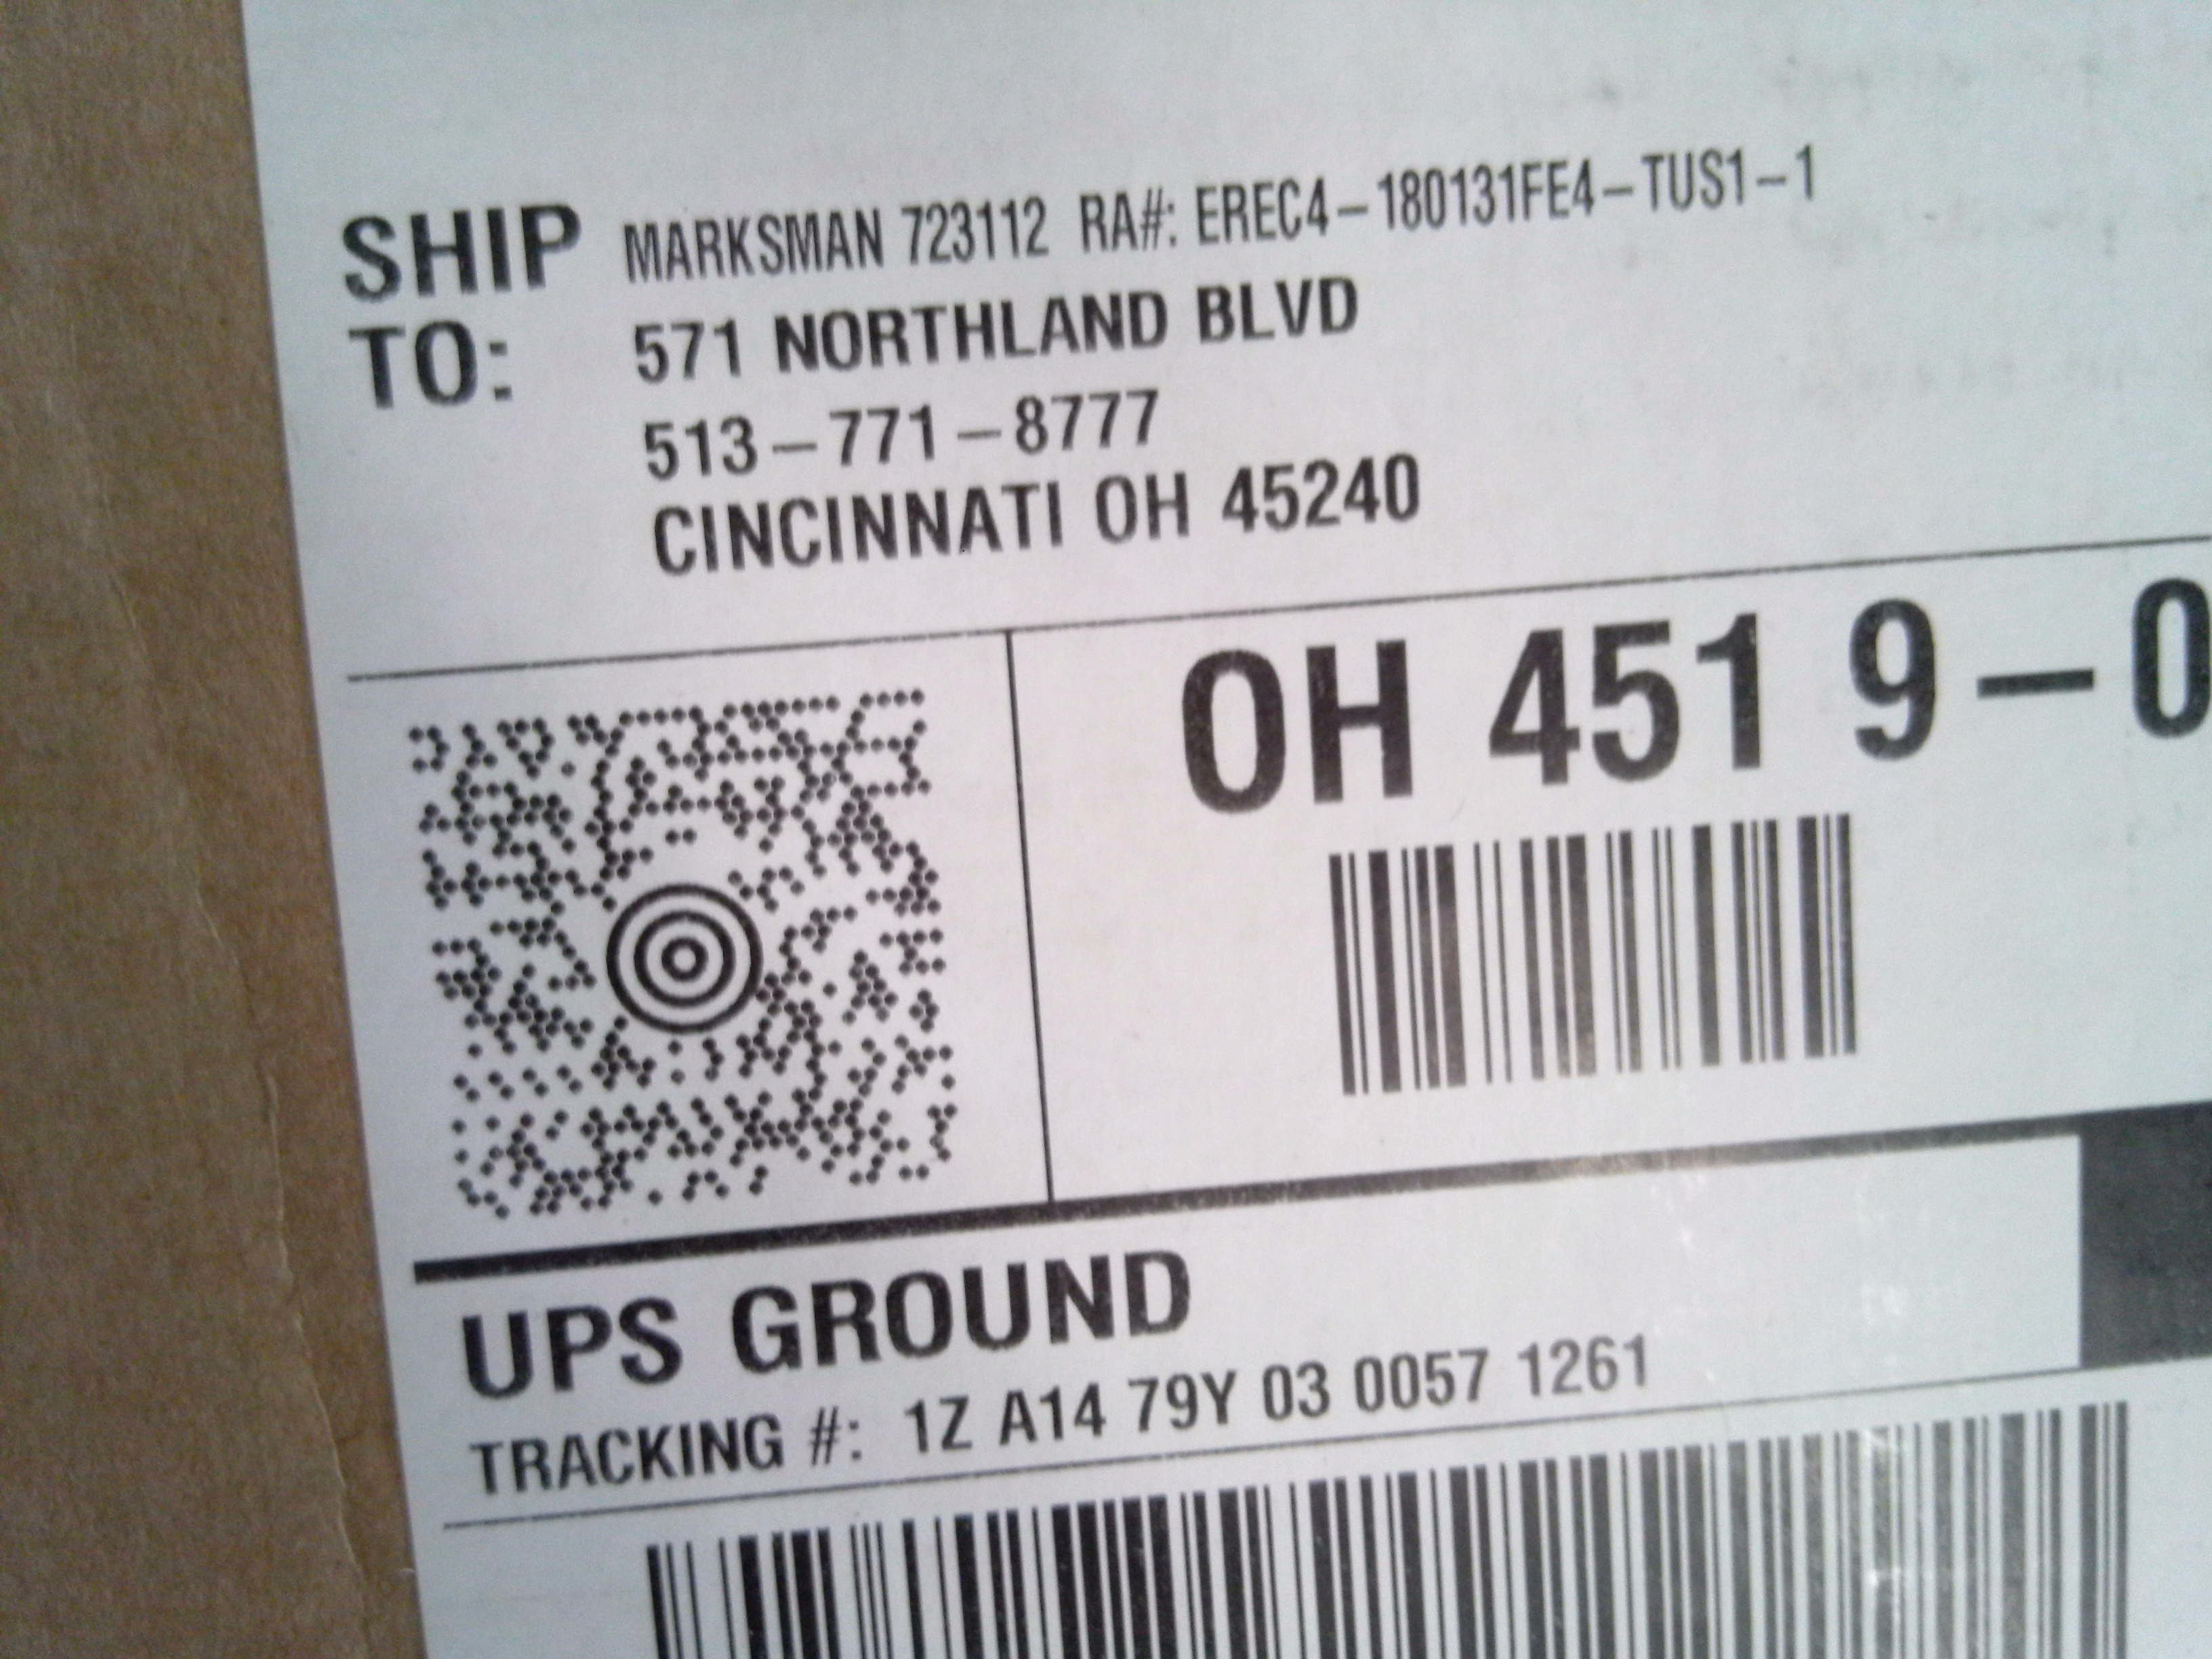 SHIP TO: MARKSMAN 723112 RA#: EREC4-180131FE4-TUS1-1
571 NORTHLAND BLVD
513-771-8777
CINCINNATI OH 45240
OH 451 9-0
UPS GROUND
TRACKING #: 1Z A14 79Y 03 0057 1261